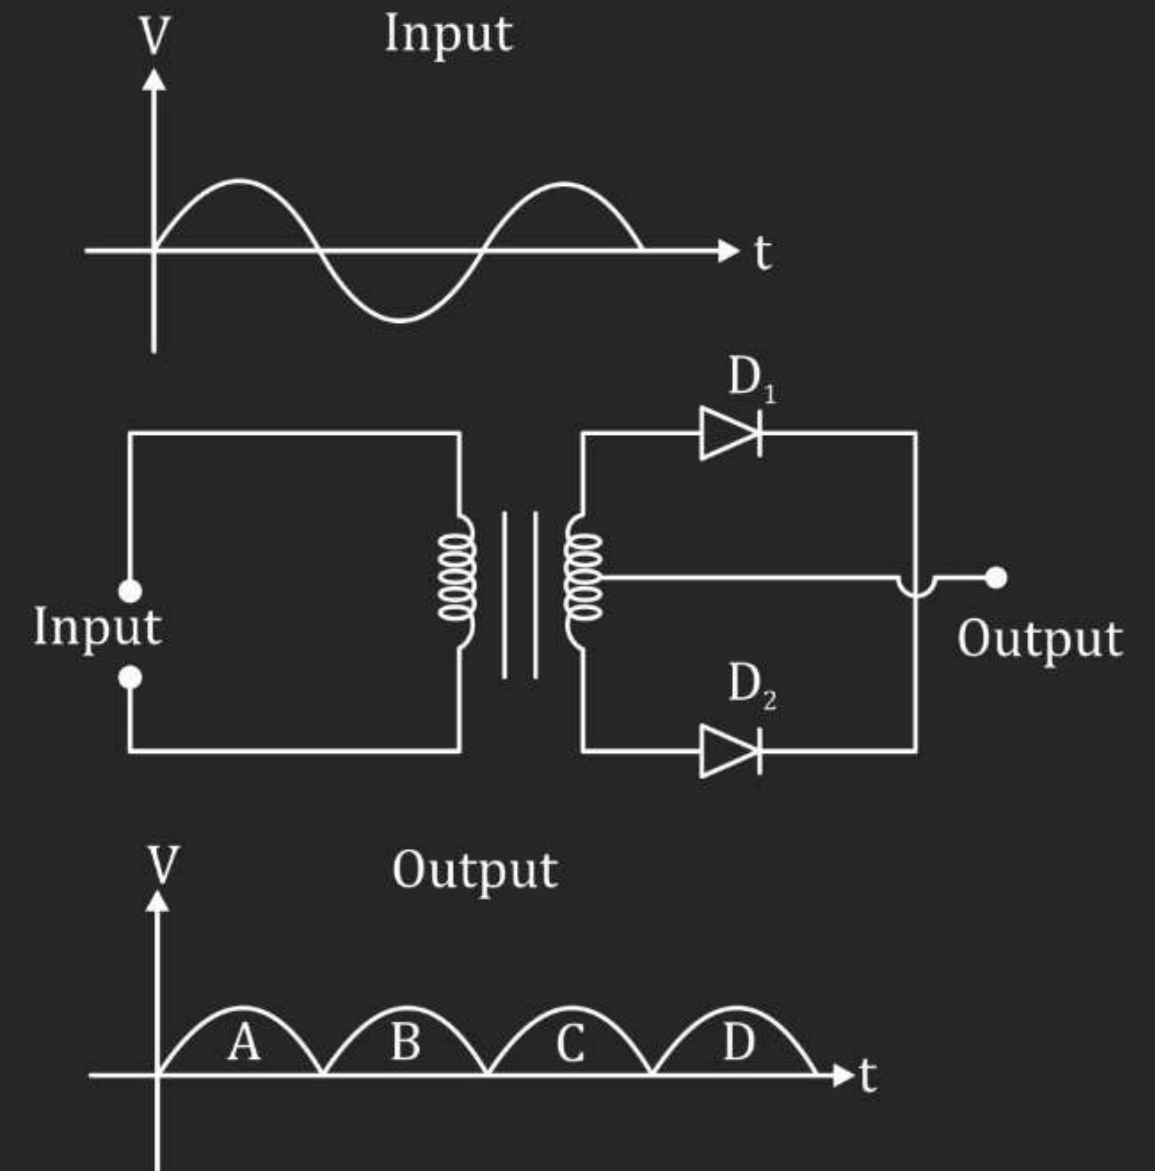 V Input
t
D₁
Input
Output
D₂
V Output
A B C D
t